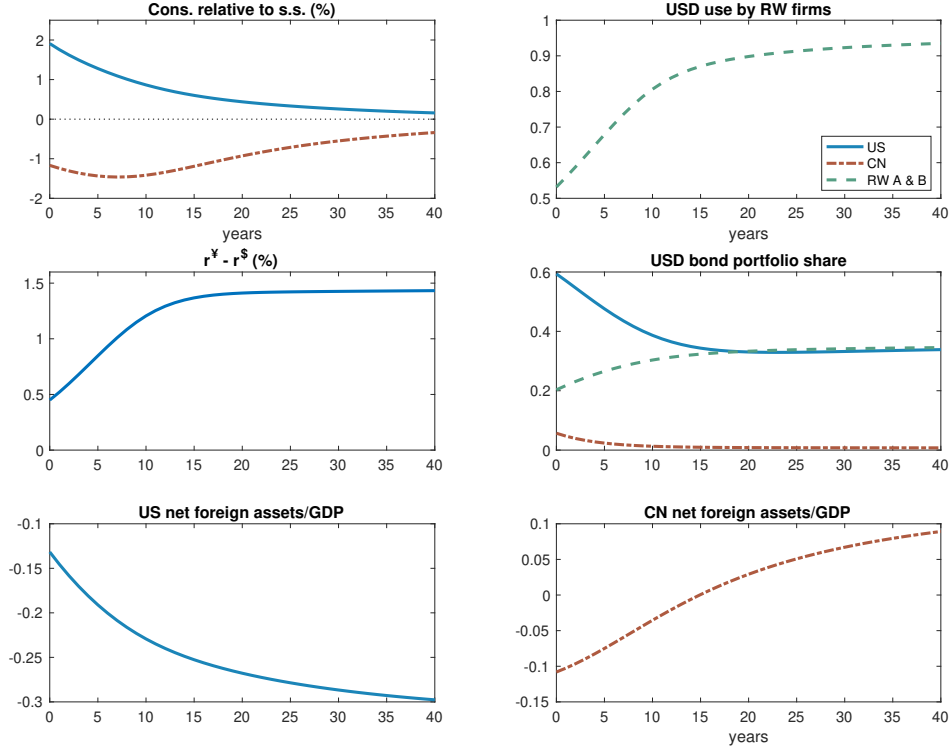 Cons. relative to s.s. (%)
2
1
0
-1
-2
0 5 10 15 20 25 30 35 40
years
USD use by RW firms
1
0.9
0.8
0.7
0.6
0.5
US
CN
RW A & B
0 5 10 15 20 25 30 35 40
r¥ - r$ (%)
1.5
1
0.5
0
0 5 10 15 20 25 30 35 40
USD bond portfolio share
0.6
0.4
0.2
0
0 5 10 15 20 25 30 35 40
US net foreign assets/GDP
-0.1
-0.15
-0.2
-0.25
-0.3
0 5 10 15 20 25 30 35 40
CN net foreign assets/GDP
0.1
0.05
0
-0.05
-0.1
-0.15
0 5 10 15 20 25 30 35 40
years